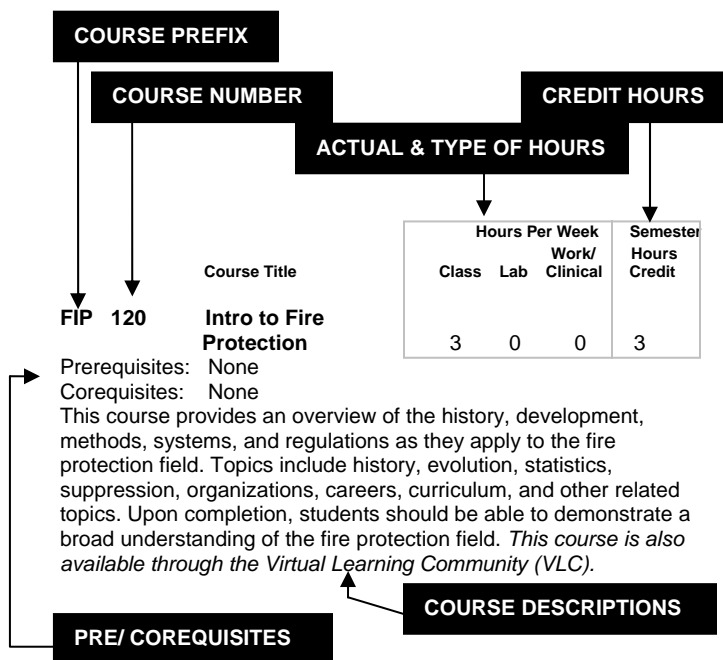 COURSE PREFIX
COURSE NUMBER
CREDIT HOURS
ACTUAL & TYPE OF HOURS
Hours Per Week Semester
Work/ Hours
Course Title Class Lab Clinical Credit
FIP 120 Intro to Fire
Protection 3 0 0 3
Prerequisites: None
Corequisites: None
This course provides an overview of the history, development,
methods, systems, and regulations as they apply to the fire
protection field. Topics include history, evolution, statistics,
suppression, organizations, careers, curriculum, and other related
topics. Upon completion, students should be able to demonstrate a
broad understanding of the fire protection field. This course is also
available through the Virtual Learning Community (VLC).
COURSE DESCRIPTIONS
PRE/ COREQUISITES